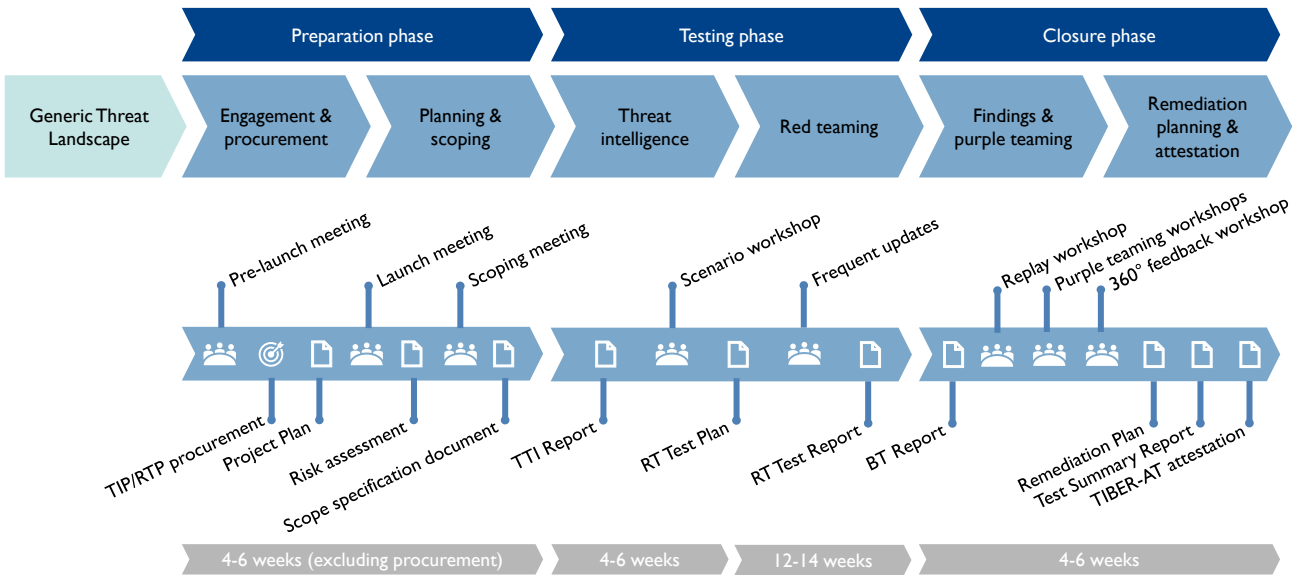 Preparation phase
Testing phase
Closure phase
Generic Threat
Landscape
Engagement &
procurement
Planning &
scoping
Threat
intelligence
Red teaming
Findings &
purple teaming
Remediation
planning &
attestation
Pre-launch meeting
Launch meeting
Scoping meeting
Scenario workshop
Frequent updates
Replay workshop
Purple teaming workshops
360° feedback workshop
TIP/RTP procurement
Project Plan
Risk assessment
Scope specification document
TTI Report
RT Test Plan
RT Test Report
BT Report
Remediation Plan
Test Summary Report
TIBER-AT attestation
4-6 weeks (excluding procurement)
4-6 weeks
12-14 weeks
4-6 weeks